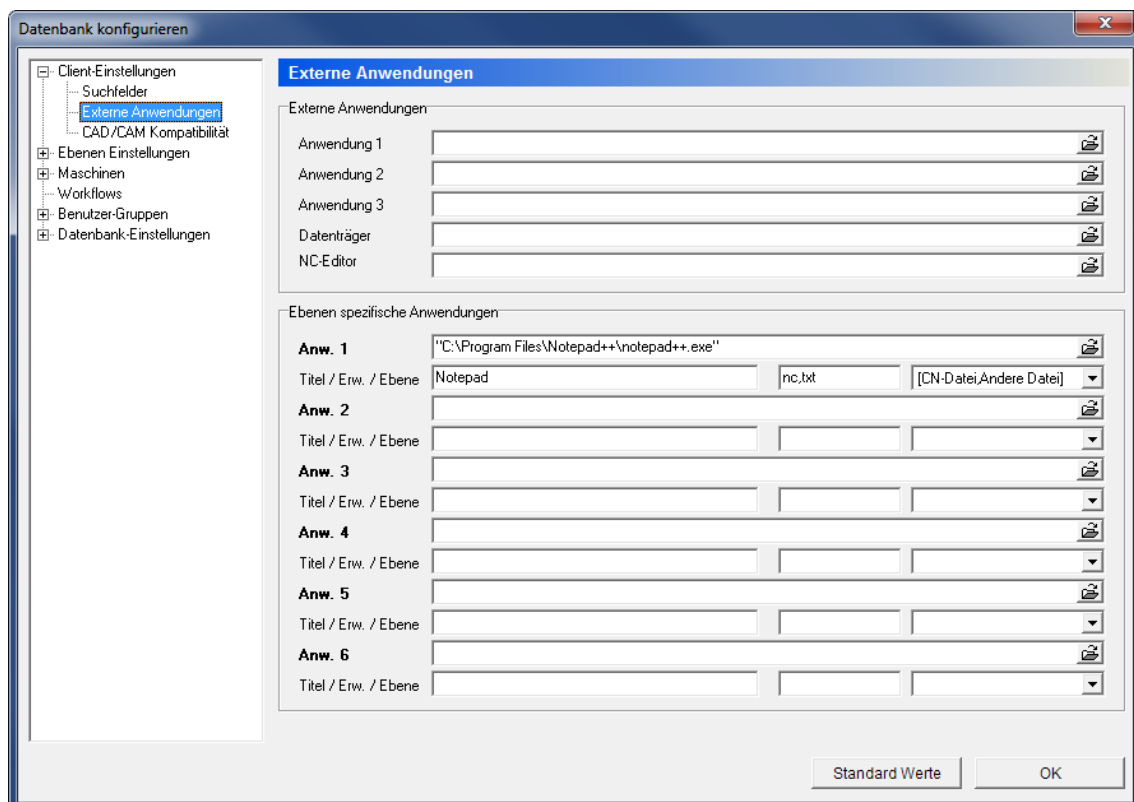 Datenbank konfigurieren
Client-Einstellungen
Suchfelder
Externe Anwendungen
CAD/CAM Kompatibilität
Ebenen Einstellungen
Maschinen
Workflows
Benutzer-Gruppen
Datenbank-Einstellungen
Externe Anwendungen
Externe Anwendungen
Anwendung 1
Anwendung 2
Anwendung 3
Datenträger
NC-Editor
Ebenen spezifische Anwendungen
Anw. 1 "C:\Program Files\Notepad++\notepad++.exe"
Titel / Erw. / Ebene Notepad nc,txt [CN-Datei,Andere Datei]
Anw. 2
Titel / Erw. / Ebene
Anw. 3
Titel / Erw. / Ebene
Anw. 4
Titel / Erw. / Ebene
Anw. 5
Titel / Erw. / Ebene
Anw. 6
Titel / Erw. / Ebene
Standard Werte OK